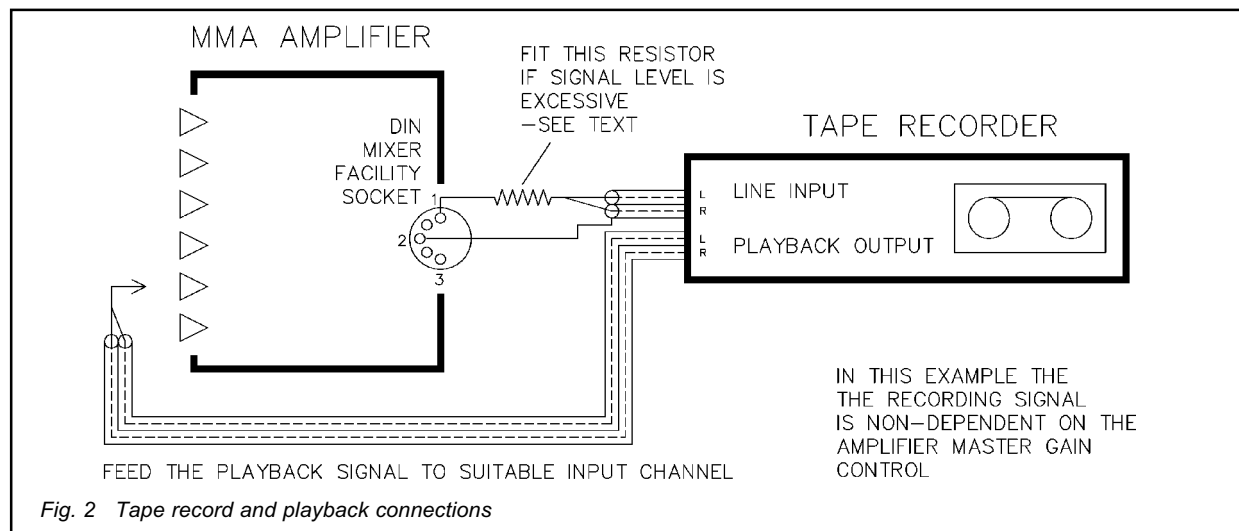 MMA AMPLIFIER
FIT THIS RESISTOR
IF SIGNAL LEVEL IS
EXCESSIVE
-SEE TEXT
DIN
MIXER
FACILITY
SOCKET
1
2
3
TAPE RECORDER
L
LINE INPUT
R
L
PLAYBACK OUTPUT
R
IN THIS EXAMPLE THE
THE RECORDING SIGNAL
IS NON-DEPENDENT ON THE
AMPLIFIER MASTER GAIN
CONTROL
FEED THE PLAYBACK SIGNAL TO SUITABLE INPUT CHANNEL
Fig. 2 Tape record and playback connections